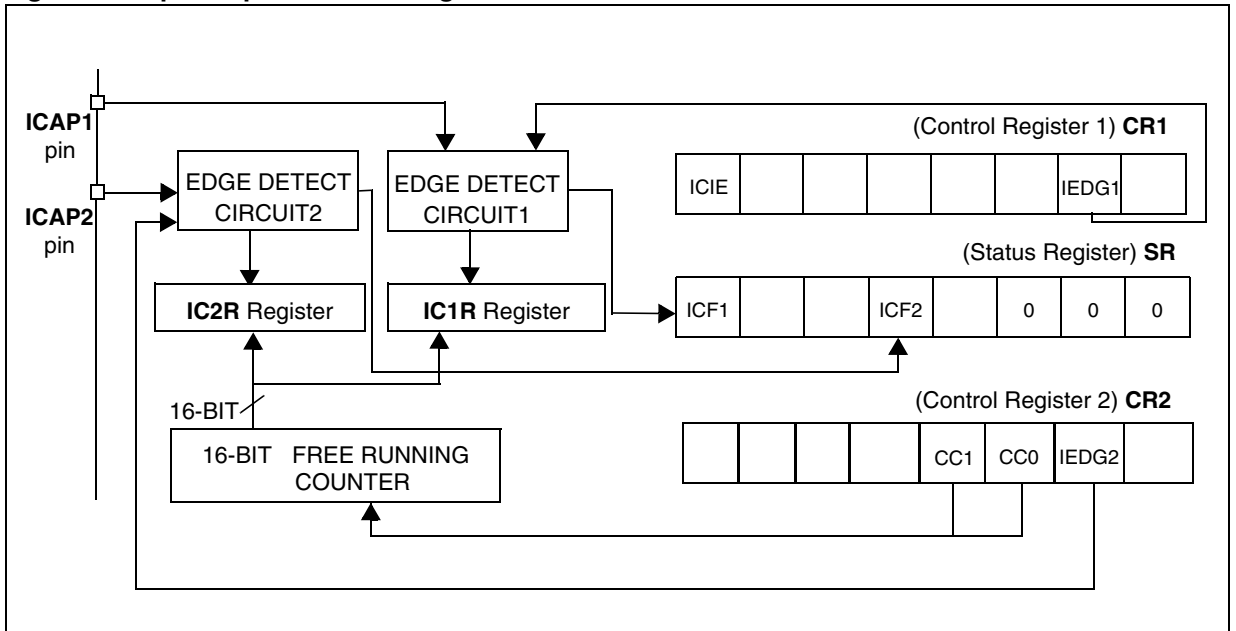 ICAP1
pin
ICAP2
pin
EDGE DETECT
CIRCUIT2
EDGE DETECT
CIRCUIT1
IC2R Register
IC1R Register
16-BIT
16-BIT FREE RUNNING
COUNTER
(Control Register 1) CR1
ICIE IEDG1
(Status Register) SR
ICF1 ICF2 0 0 0
(Control Register 2) CR2
CC1 CC0 IEDG2